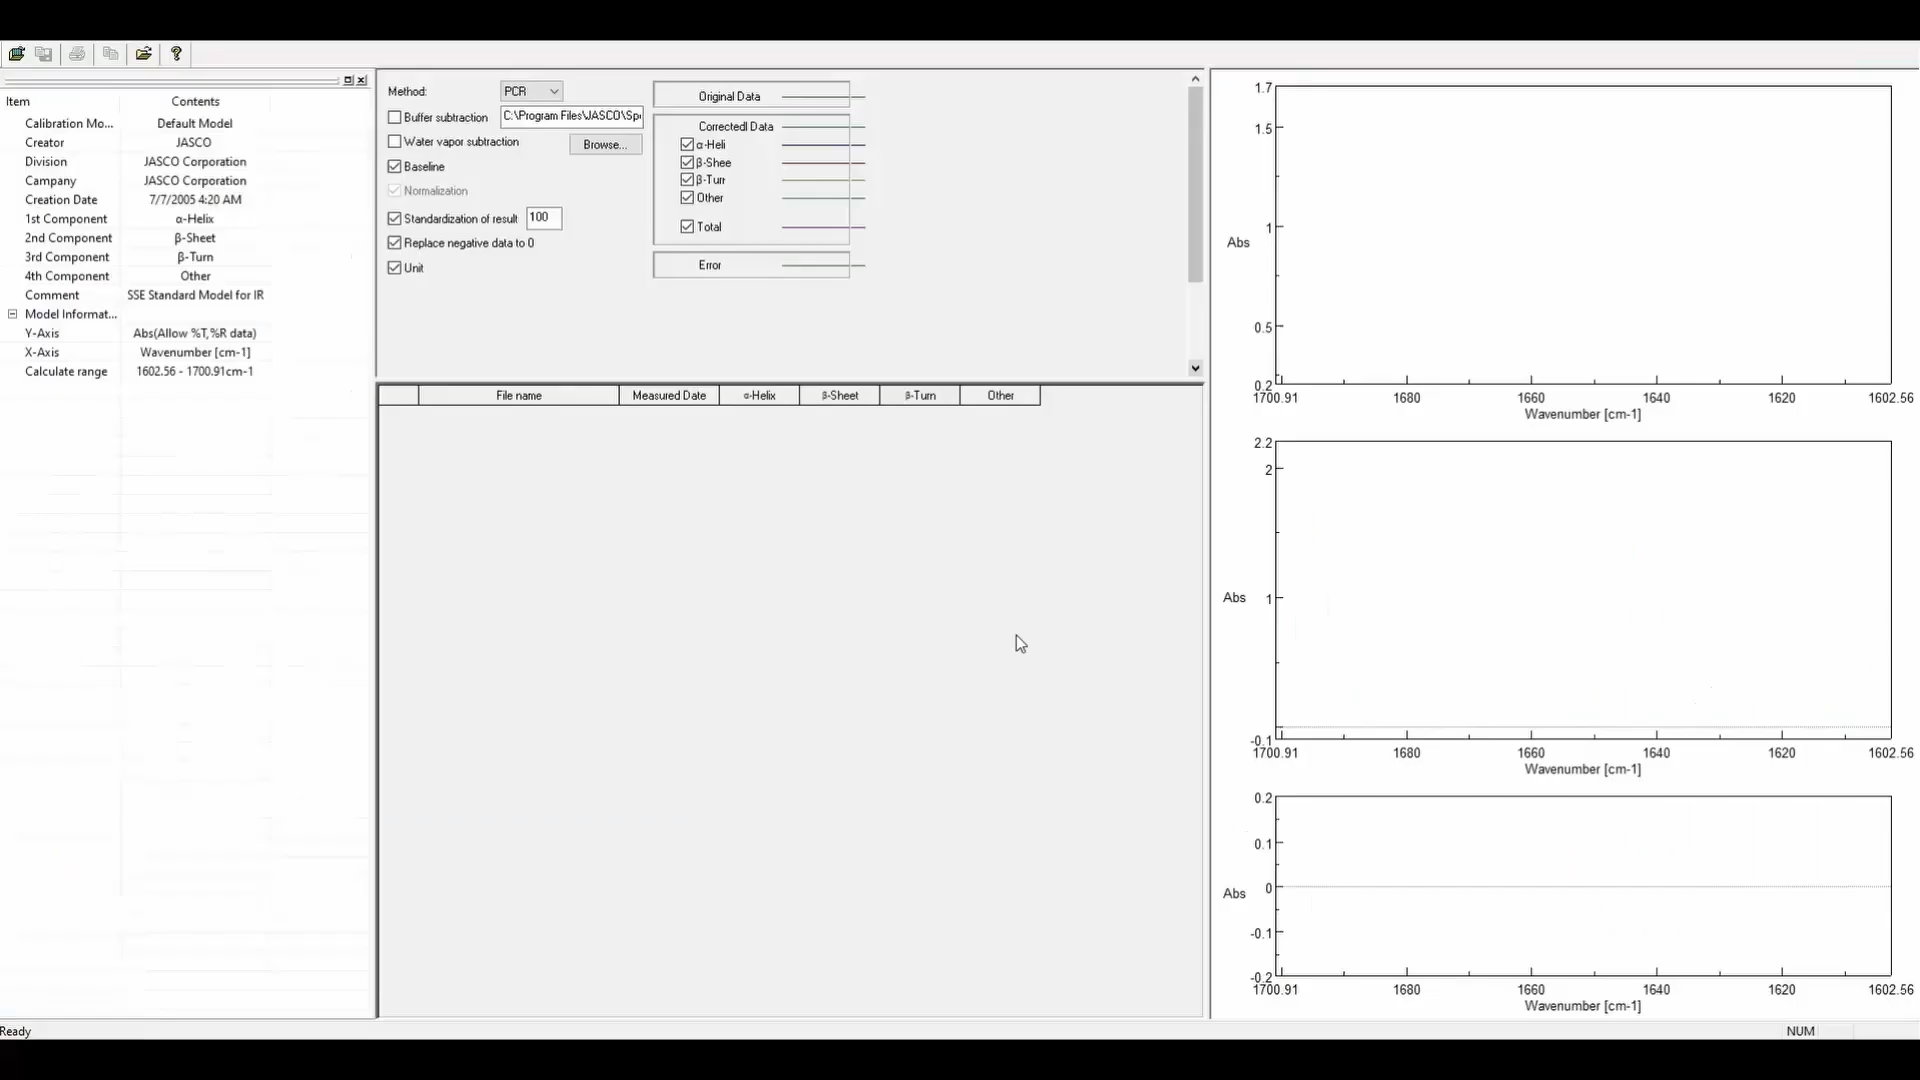 Item Contents
Calibration Mo... Default Model
Creator JASCO
Division JASCO Corporation
Campany JASCO Corporation
Creation Date 7/7/2005 4:20 AM
1st Component α-Helix
2nd Component β-Sheet
3rd Component β-Turn
4th Component Other
Comment SSE Standard Model for IR
Model Informat...
Y-Axis Abs(Allow %T,%R data)
X-Axis Wavenumber [cm-1]
Calculate range 1602.56 - 1700.91cm-1
Method: PCR
Buffer subtraction C:\Program Files\JASCO\Sp
Water vapor subtraction Browse...
Baseline
Normalization
Standardization of result 100
Replace negative data to 0
Unit
Original Data
Correctedl Data
α-Heli
β-Shee
β-Turr
Other
Total
Error
File name Measured Date α-Helix β-Sheet β-Turn Other
1.7
1.5
1
Abs
0.5
0.2
1700.91 1680 1660 1640 1620 1602.56
Wavenumber [cm-1]
2.2
2
Abs 1
-0.1
1700.91 1680 1660 1640 1620 1602.56
Wavenumber [cm-1]
0.2
0.1
Abs 0
-0.1
-0.2
1700.91 1680 1660 1640 1620 1602.56
Wavenumber [cm-1]
Ready NUM